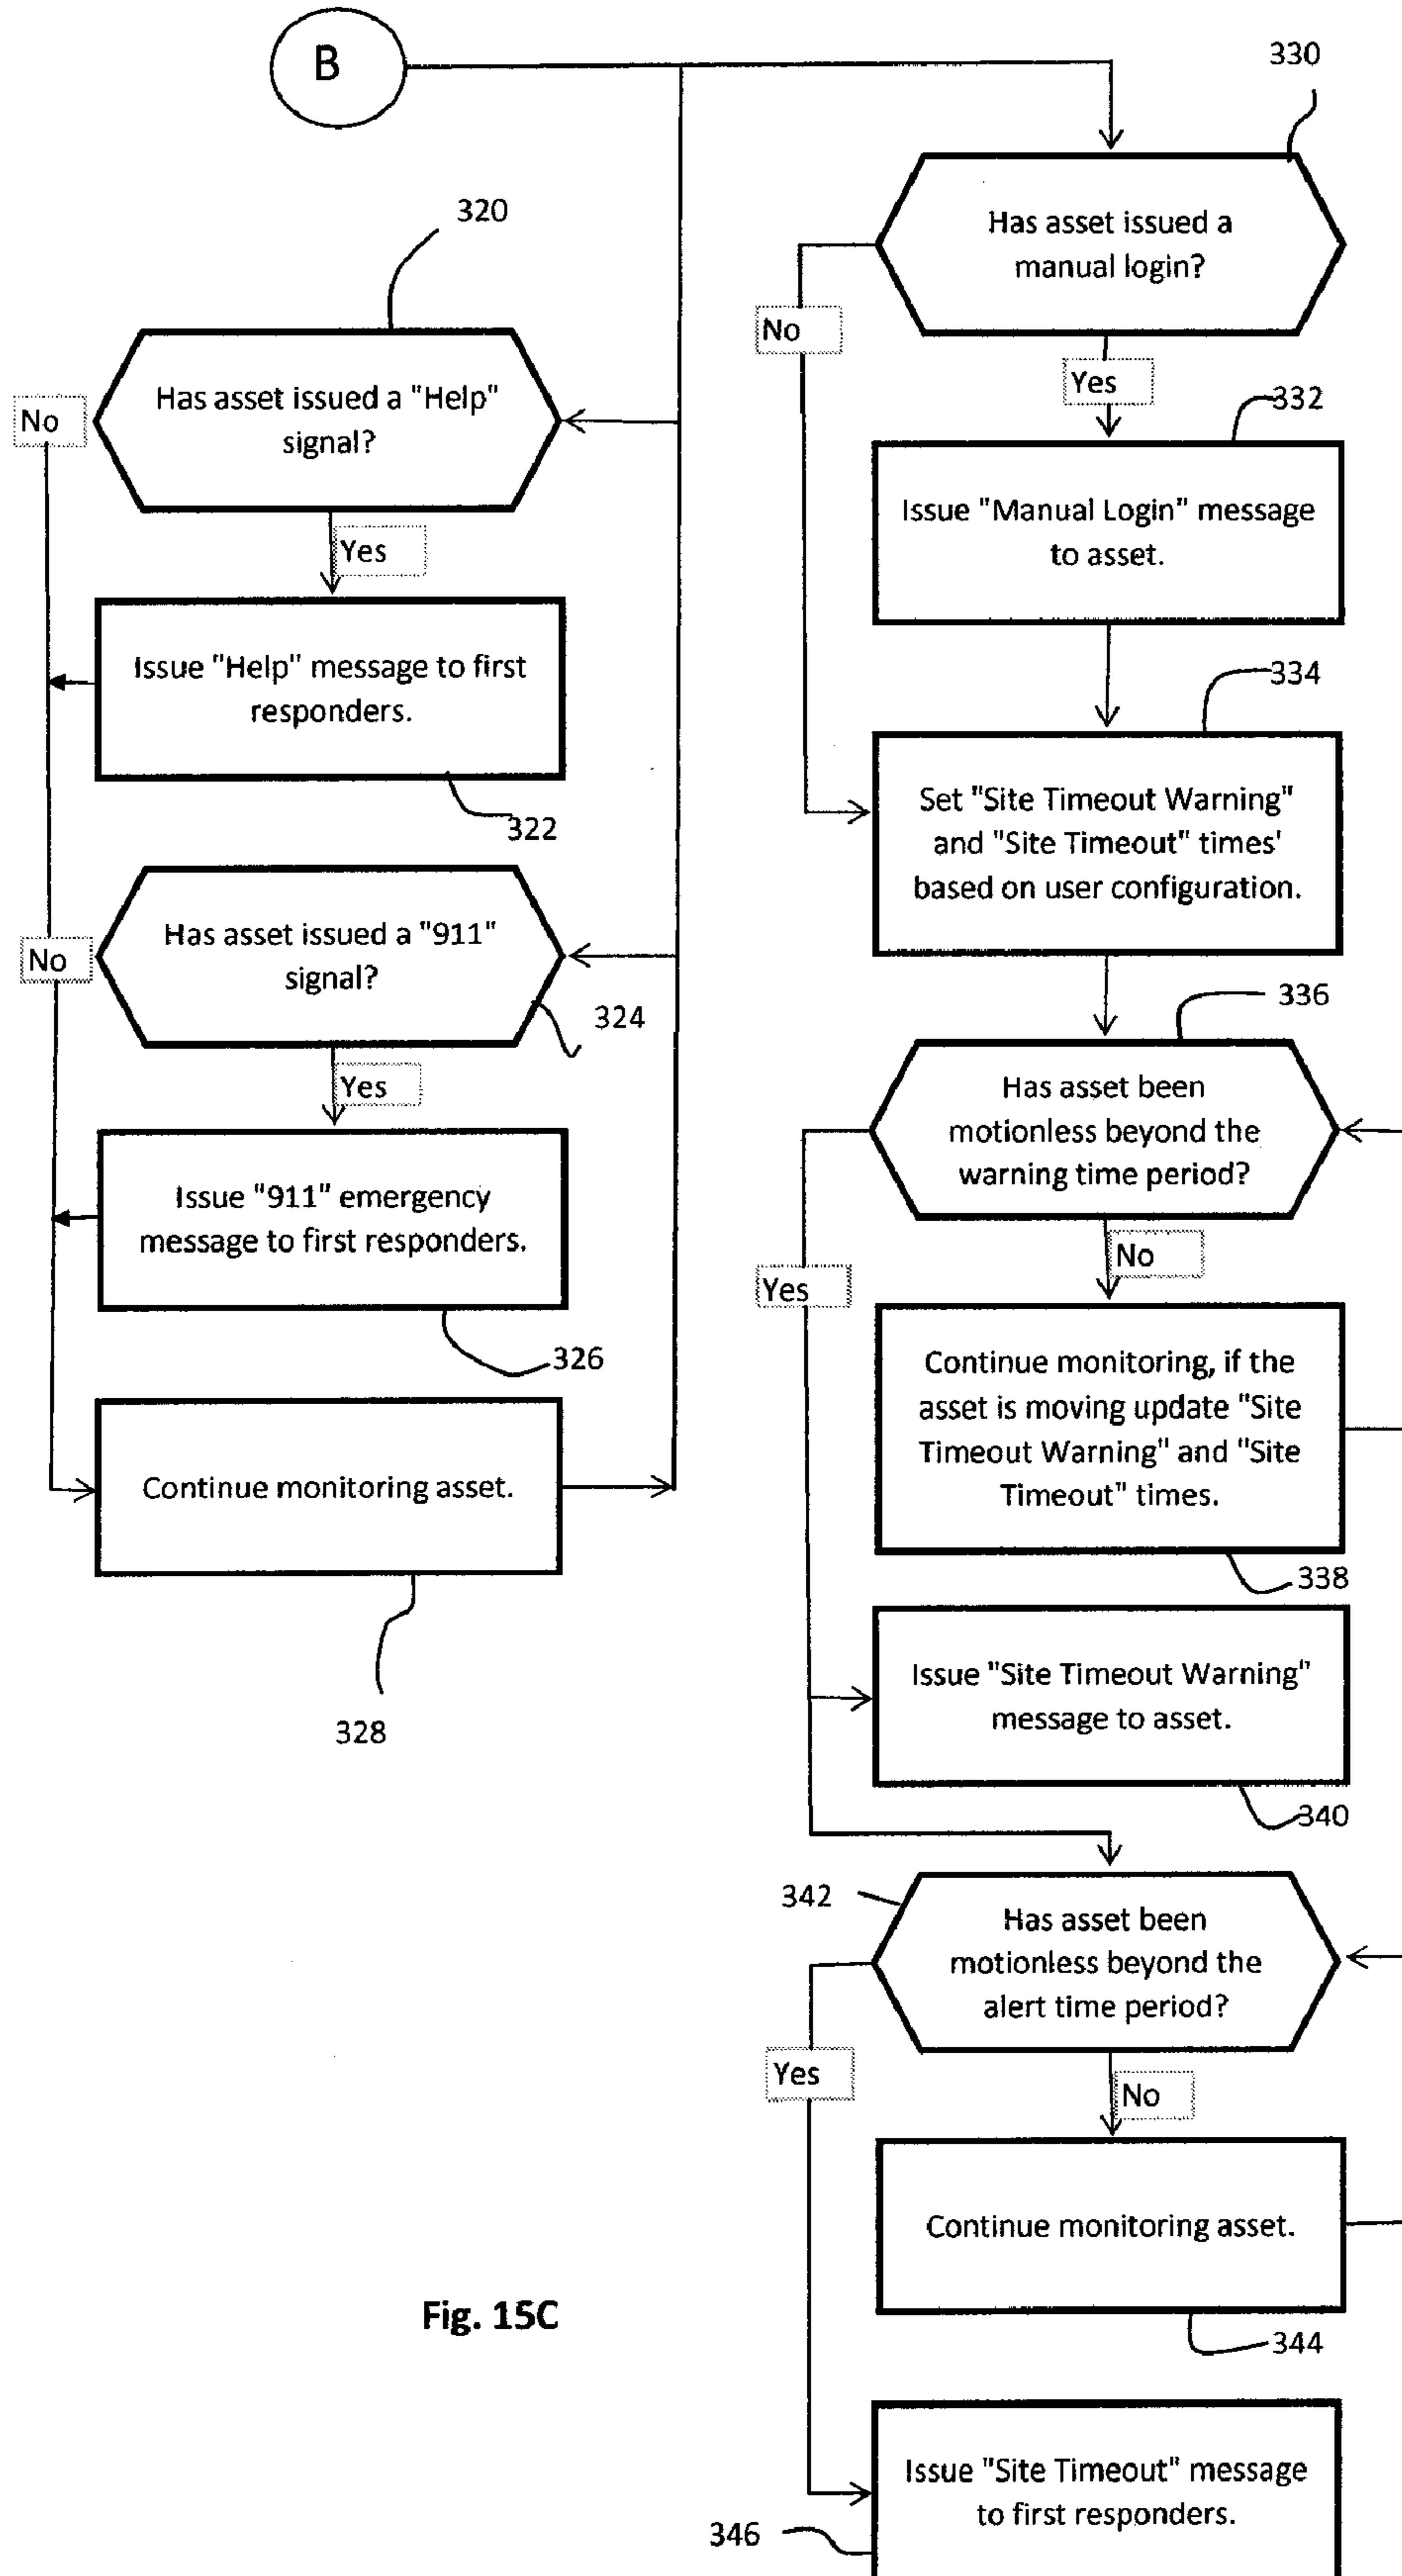 B
330
320
Has asset issued a
manual login?
No
Yes
332
Has asset issued a "Help"
signal?
No
Yes
Issue "Manual Login" message
to asset.
Issue "Help" message to first
responders.
322
334
Set "Site Timeout Warning"
and "Site Timeout" times'
based on user configuration.
Has asset issued a "911"
signal?
No
324
Yes
336
Has asset been
motionless beyond the
warning time period?
Yes
No
Issue "911" emergency
message to first responders.
326
Continue monitoring, if the
asset is moving update "Site
Timeout Warning" and "Site
Timeout" times.
338
Continue monitoring asset.
328
Issue "Site Timeout Warning"
message to asset.
340
342
Has asset been
motionless beyond the
alert time period?
Yes
No
Continue monitoring asset.
344
Fig. 15C
Issue "Site Timeout" message
to first responders.
346